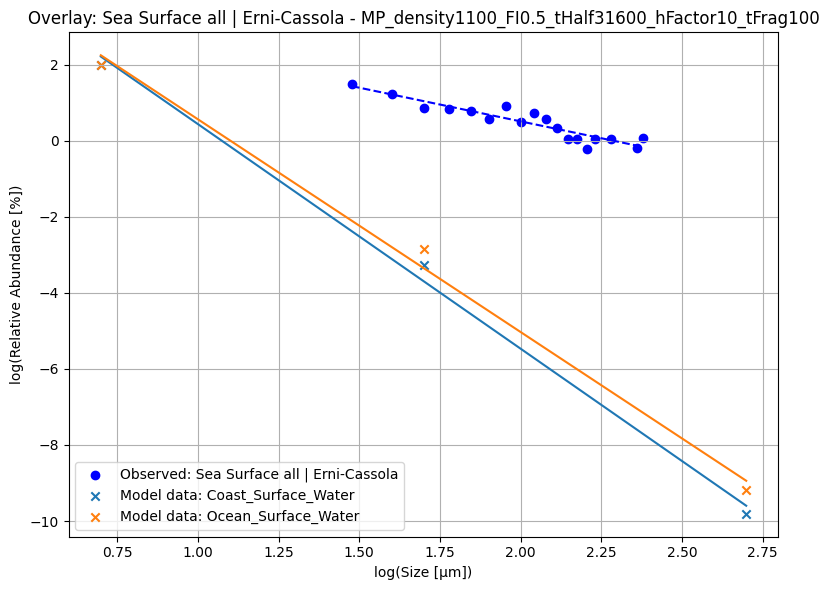 Overlay: Sea Surface all | Erni-Cassola - MP_density1100_FI0.5_tHalf31600_hFactor10_tFrag100
log(Relative Abundance [%])
2
0
−2
−4
−6
−8
−10
Observed: Sea Surface all | Erni-Cassola
Model data: Coast_Surface_Water
Model data: Ocean_Surface_Water
0.75
1.00
1.25
1.50
1.75
2.00
2.25
2.50
2.75
log(Size [µm])